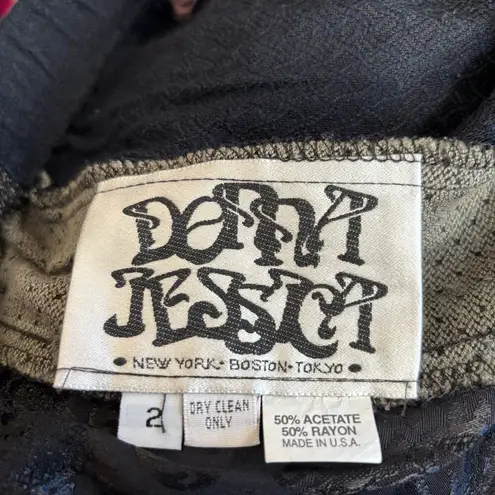 DONNA
JESSICA
• NEW YORK • BOSTON • TOKYO •
2
DRY CLEAN
ONLY
50% ACETATE
50% RAYON
MADE IN U.S.A.